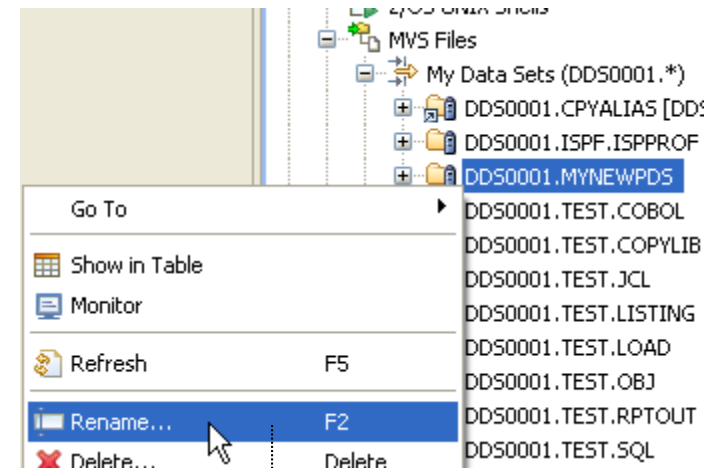 z/OS UNIX Shells
MVS Files
My Data Sets (DDS0001.*)
DDS0001.CPYALIAS [DDS
DDS0001.ISPF.ISPPROF
DDS0001.MYNEWPDS
Go To
DDS0001.TEST.COBOL
DDS0001.TEST.COPYLIB
Show in Table
DDS0001.TEST.JCL
Monitor
DDS0001.TEST.LISTING
DDS0001.TEST.LOAD
Refresh F5
DDS0001.TEST.OBJ
Rename... F2
DDS0001.TEST.RPTOUT
DDS0001.TEST.SQL
Delete... Delete